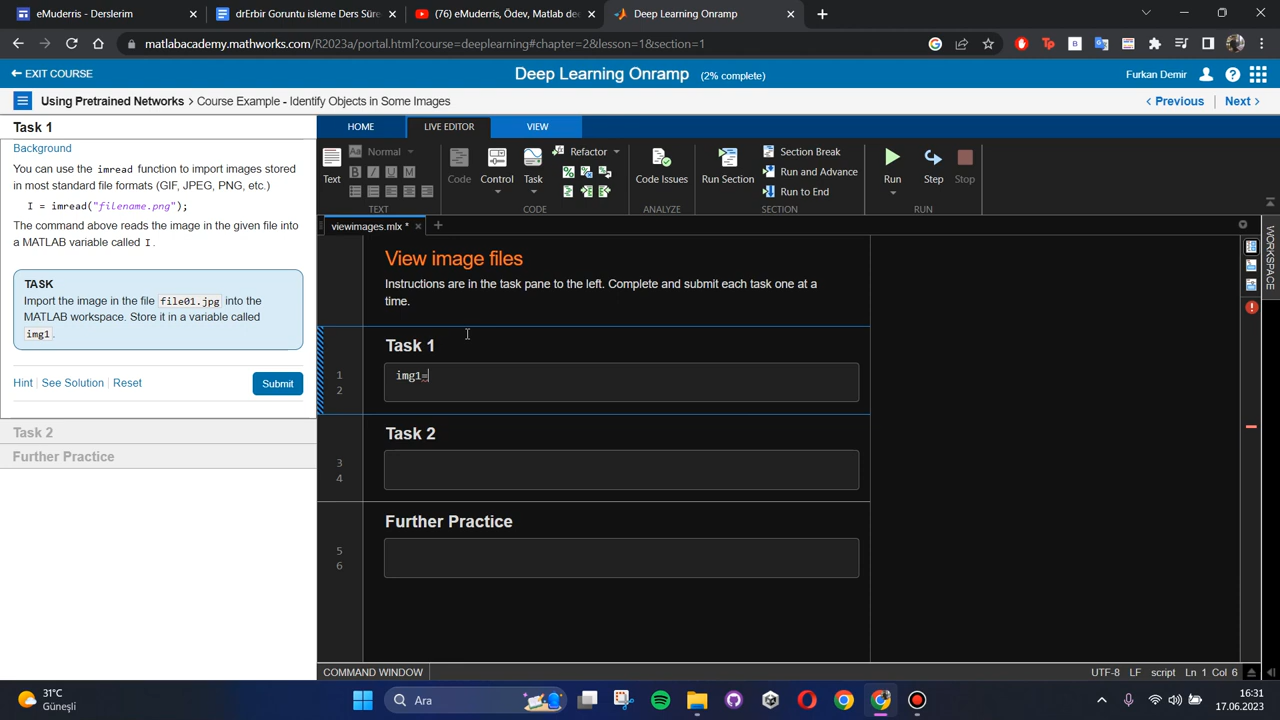 eMuderris - Derslerim
drErbir Goruntu isleme Ders Süre
(76) eMuderris, Ödev, Matlab de
Deep Learning Onramp
matlabacademy.mathworks.com/R2023a/portal.html?course=deeplearning#chapter=2&lesson=1&section=1
EXIT COURSE
Deep Learning Onramp (2% complete)
Furkan Demir
Using Pretrained Networks > Course Example - Identify Objects in Some Images
Previous
Next
Task 1
Background
You can use the imread function to import images stored
in most standard file formats (GIF, JPEG, PNG, etc.)
I = imread("filename.png");
The command above reads the image in the given file into
a MATLAB variable called I.
TASK
Import the image in the file file01.jpg into the
MATLAB workspace. Store it in a variable called
img1.
Hint | See Solution | Reset
Submit
Task 2
Further Practice
HOME
LIVE EDITOR
VIEW
Text
Aa Normal
B I U M
TEXT
Code
Control
Task
Refactor
CODE
Code Issues
ANALYZE
Run Section
Section Break
Run and Advance
Run to End
SECTION
Run
Step
Stop
RUN
viewimages.mlx *
View image files
Instructions are in the task pane to the left. Complete and submit each task one at a
time.
Task 1
1 img1=
2
Task 2
3
4
Further Practice
5
6
WORKSPACE
COMMAND WINDOW
UTF-8 LF script Ln 1 Col 6
31°C
Güneşli
Ara
16:31
17.06.2023